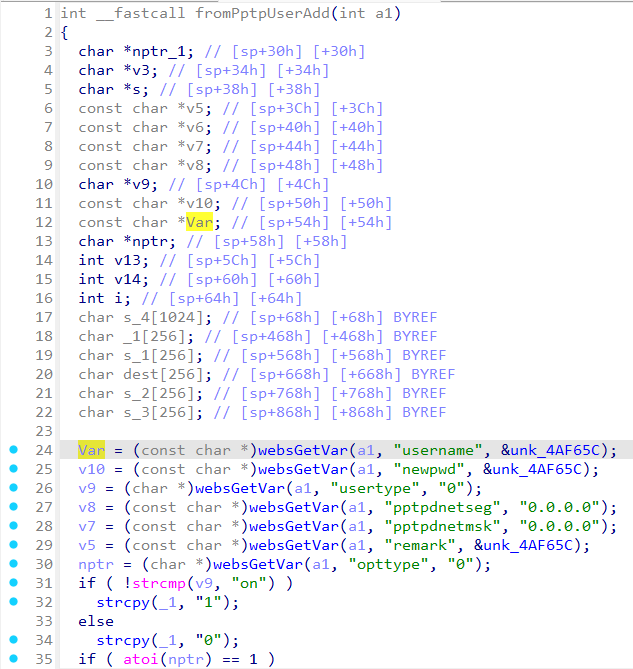 1 int __fastcall fromPptpUserAdd(int a1)
2 {
3 char *nptr_1; // [sp+30h] [+30h]
4 char *v3; // [sp+34h] [+34h]
5 char *s; // [sp+38h] [+38h]
6 const char *v5; // [sp+3Ch] [+3Ch]
7 const char *v6; // [sp+40h] [+40h]
8 const char *v7; // [sp+44h] [+44h]
9 const char *v8; // [sp+48h] [+48h]
10 char *v9; // [sp+4Ch] [+4Ch]
11 const char *v10; // [sp+50h] [+50h]
12 const char *Var; // [sp+54h] [+54h]
13 char *nptr; // [sp+58h] [+58h]
14 int v13; // [sp+5Ch] [+5Ch]
15 int v14; // [sp+60h] [+60h]
16 int i; // [sp+64h] [+64h]
17 char s_4[1024]; // [sp+68h] [+68h] BYREF
18 char _1[256]; // [sp+468h] [+468h] BYREF
19 char s_1[256]; // [sp+568h] [+568h] BYREF
20 char dest[256]; // [sp+668h] [+668h] BYREF
21 char s_2[256]; // [sp+768h] [+768h] BYREF
22 char s_3[256]; // [sp+868h] [+868h] BYREF
23
24 Var = (const char *)websGetVar(a1, "username", &unk_4AF65C);
25 v10 = (const char *)websGetVar(a1, "newpwd", &unk_4AF65C);
26 v9 = (char *)websGetVar(a1, "usertype", "0");
27 v8 = (const char *)websGetVar(a1, "pptpdnetseg", "0.0.0.0");
28 v7 = (const char *)websGetVar(a1, "pptpdnetmsk", "0.0.0.0");
29 v5 = (const char *)websGetVar(a1, "remark", &unk_4AF65C);
30 nptr = (char *)websGetVar(a1, "opttype", "0");
31 if ( !strcmp(v9, "on") )
32 strcpy(_1, "1");
33 else
34 strcpy(_1, "0");
35 if ( atoi(nptr) == 1 )